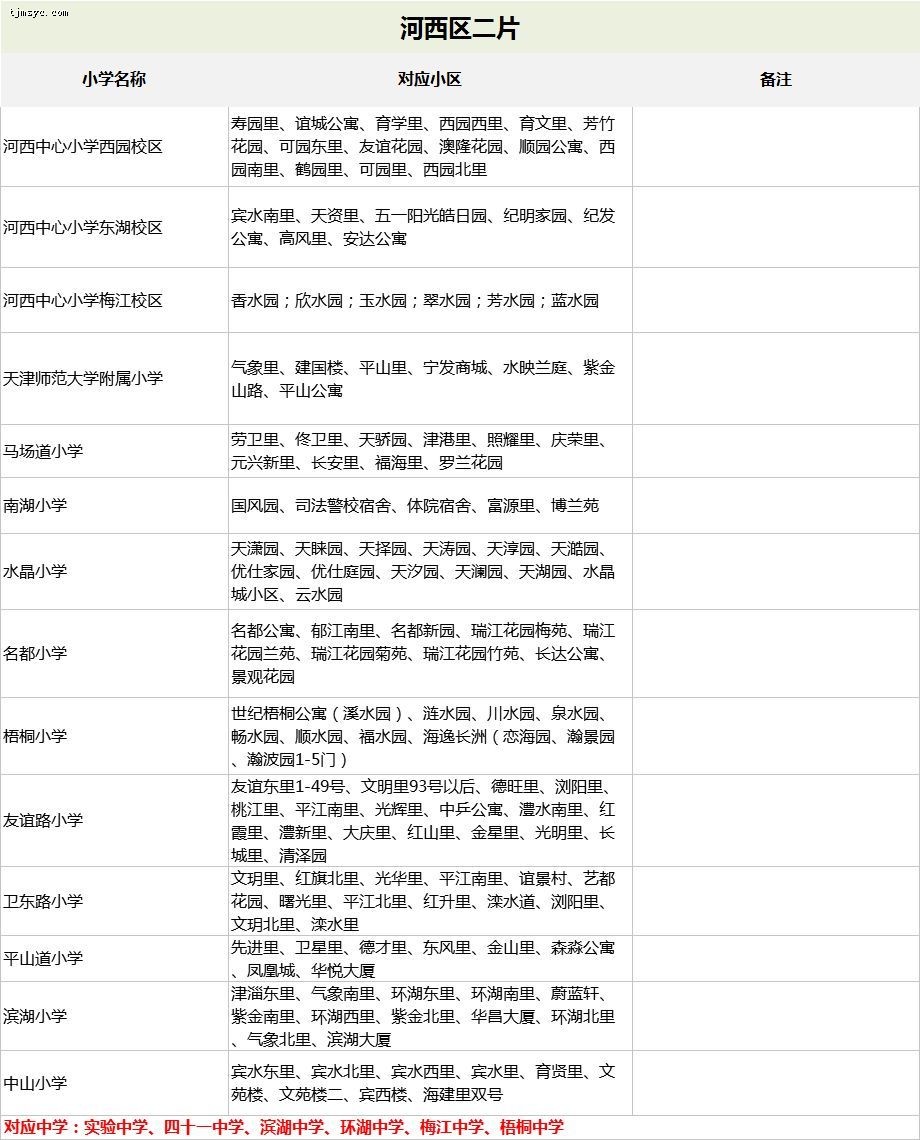 tjmsyc.com
河西区二片
小学名称 对应小区 备注
寿园里、谊城公寓、育学里、西园西里、育文里、芳竹
河西中心小学西园校区 花园、可园东里、友谊花园、澳隆花园、顺园公寓、西
园南里、鹤园里、可园里、西园北里
河西中心小学东湖校区
宾水南里、天资里、五一阳光皓日园、纪明家园、纪发
公寓、高风里、安达公寓
河西中心小学梅江校区 香水园；欣水园；玉水园；翠水园；芳水园；蓝水园
天津师范大学附属小学
气象里、建国楼、平山里、宁发商城、水映兰庭、紫金
山路、平山公寓
马场道小学
劳卫里、佟卫里、天骄园、津港里、照耀里、庆荣里、
元兴新里、长安里、福海里、罗兰花园
南湖小学 国风园、司法警校宿舍、体院宿舍、富源里、博兰苑
天潇园、天睐园、天择园、天涛园、天淳园、天澔园、
水晶小学 优仕家园、优仕庭园、天汐园、天澜园、天湖园、水晶
城小区、云水园
名都公寓、郁江南里、名都新园、瑞江花园梅苑、瑞江
名都小学 花园兰苑、瑞江花园菊苑、瑞江花园竹苑、长达公寓、
景观花园
世纪梧桐公寓（溪水园）、涟水园、川水园、泉水园、
梧桐小学 畅水园、顺水园、福水园、海逸长洲（恋海园、瀚景园
、瀚波园1-5门）
友谊路小学
友谊东里1-49号、文明里93号以后、德旺里、浏阳里、
桃江里、平江南里、光辉里、中乒公寓、澧水南里、红
霞里、澧新里、大庆里、红山里、金星里、光明里、长
城里、清泽园
文玥里、红旗北里、光华里、平江南里、谊景村、艺都
卫东路小学 花园、曙光里、平江北里、红升里、滦水道、浏阳里、
文玥北里、滦水里
平山道小学
先进里、卫星里、德才里、东风里、金山里、森淼公寓
、凤凰城、华悦大厦
津淄东里、气象南里、环湖东里、环湖南里、蔚蓝轩、
滨湖小学 紫金南里、环湖西里、紫金北里、华昌大厦、环湖北里
、气象北里、滨湖大厦
中山小学
宾水东里、宾水北里、宾水西里、宾水里、育贤里、文
苑楼、文苑楼二、宾西楼、海建里双号
对应中学：实验中学、四十一中学、滨湖中学、环湖中学、梅江中学、梧桐中学